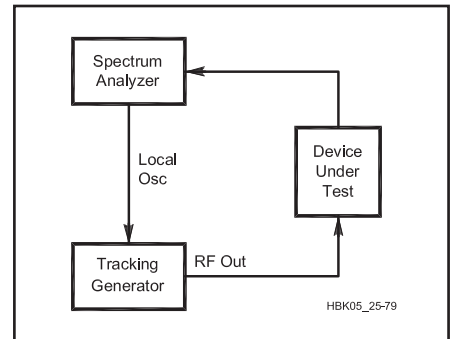 Spectrum
Analyzer
Local
Osc
Device
Under
Test
Tracking
Generator
RF Out
HBK05_25-79